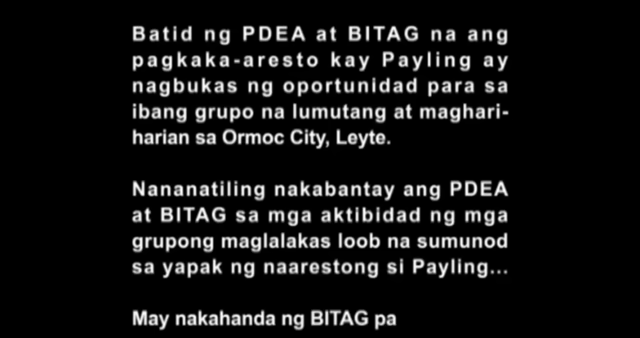 Batid ng PDEA at BITAG na ang
pagkaka-aresto kay Payling ay
nagbukas ng oportunidad para sa
ibang grupo na lumutang at maghari-
harian sa Ormoc City, Leyte.
Nananatiling nakabantay ang PDEA
at BITAG sa mga aktibidad ng mga
grupong maglalakas loob na sumunod
sa yapak ng naarestong si Payling...
May nakahanda ng BITAG pa